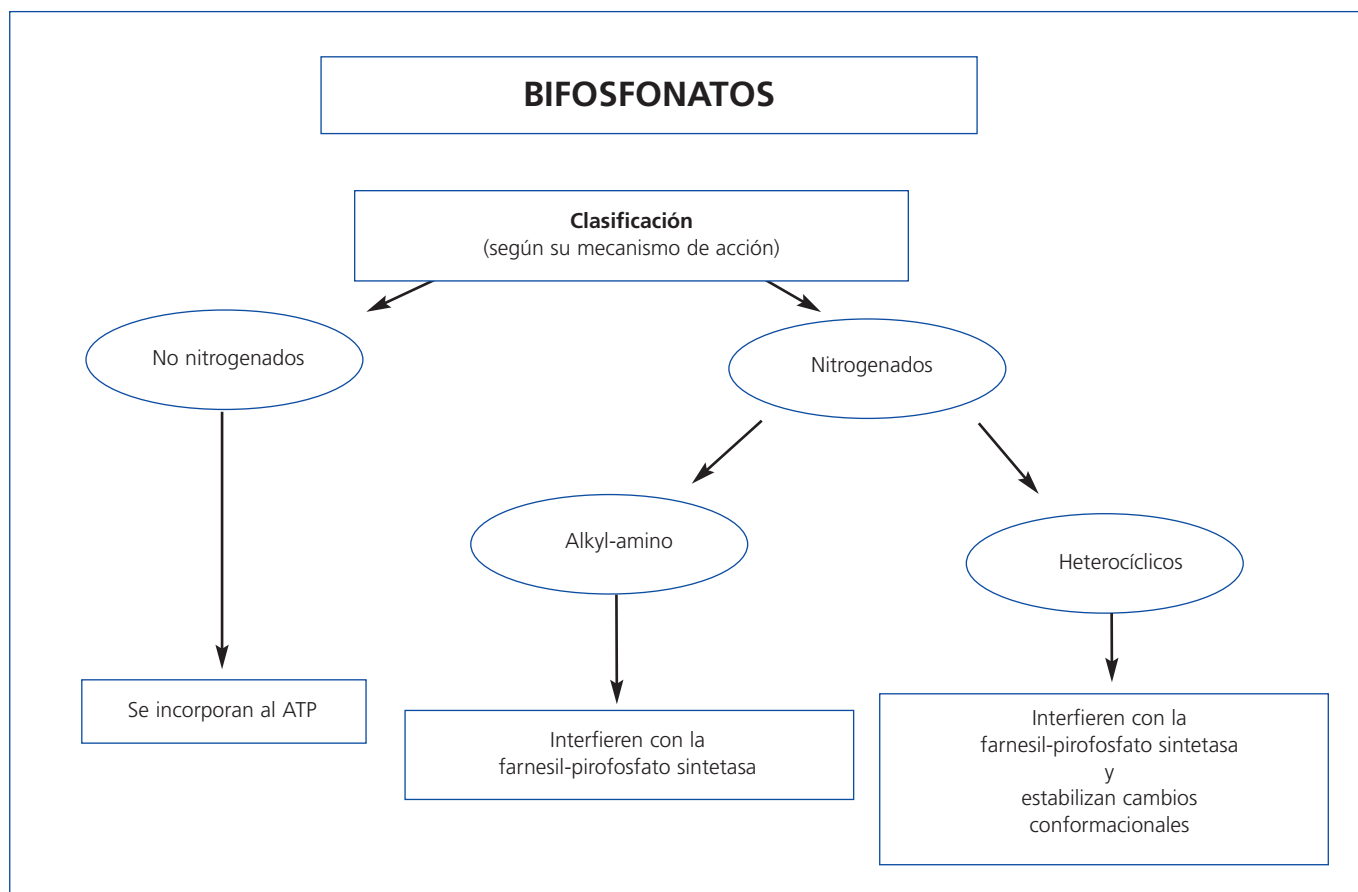 BIFOSFONATOS
Clasificación
(según su mecanismo de acción)
No nitrogenados
Nitrogenados
Alkyl-amino
Heterocíclicos
Se incorporan al ATP
Interfieren con la
farnesil-pirofosfato sintetasa
Interfieren con la
farnesil-pirofosfato sintetasa
y
estabilizan cambios
conformacionales